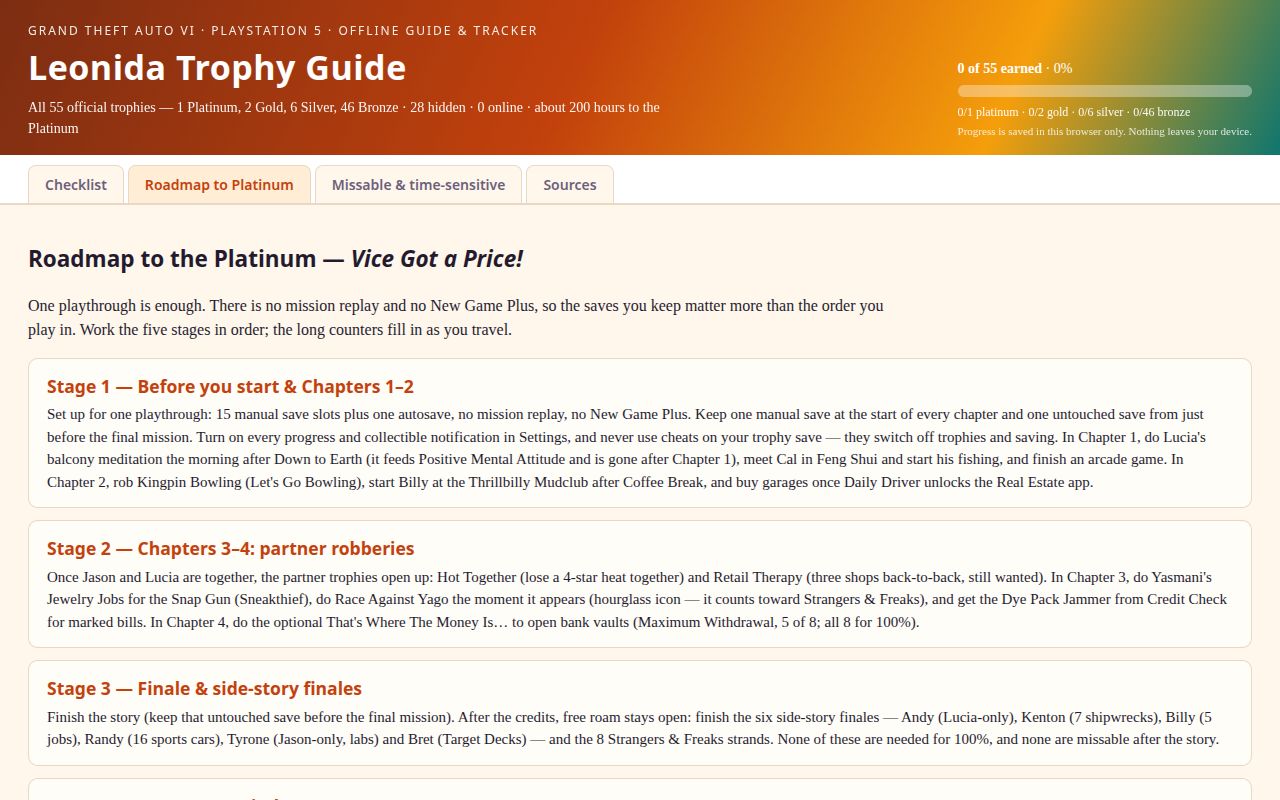 GRAND THEFT AUTO VI · PLAYSTATION 5 · OFFLINE GUIDE & TRACKER
Leonida Trophy Guide
All 55 official trophies — 1 Platinum, 2 Gold, 6 Silver, 46 Bronze · 28 hidden · 0 online · about 200 hours to the
Platinum
0 of 55 earned · 0%
0/1 platinum · 0/2 gold · 0/6 silver · 0/46 bronze
Progress is saved in this browser only. Nothing leaves your device.
Checklist
Roadmap to Platinum
Missable & time-sensitive
Sources
Roadmap to the Platinum — Vice Got a Price!
One playthrough is enough. There is no mission replay and no New Game Plus, so the saves you keep matter more than the order you
play in. Work the five stages in order; the long counters fill in as you travel.
Stage 1 — Before you start & Chapters 1–2
Set up for one playthrough: 15 manual save slots plus one autosave, no mission replay, no New Game Plus. Keep one manual save at the start of every chapter and one untouched save from just
before the final mission. Turn on every progress and collectible notification in Settings, and never use cheats on your trophy save — they switch off trophies and saving. In Chapter 1, do Lucia's
balcony meditation the morning after Down to Earth (it feeds Positive Mental Attitude and is gone after Chapter 1), meet Cal in Feng Shui and start his fishing, and finish an arcade game. In
Chapter 2, rob Kingpin Bowling (Let's Go Bowling), start Billy at the Thrillbilly Mudclub after Coffee Break, and buy garages once Daily Driver unlocks the Real Estate app.
Stage 2 — Chapters 3–4: partner robberies
Once Jason and Lucia are together, the partner trophies open up: Hot Together (lose a 4-star heat together) and Retail Therapy (three shops back-to-back, still wanted). In Chapter 3, do Yasmani's
Jewelry Jobs for the Snap Gun (Sneakthief), do Race Against Yago the moment it appears (hourglass icon — it counts toward Strangers & Freaks), and get the Dye Pack Jammer from Credit Check
for marked bills. In Chapter 4, do the optional That's Where The Money Is… to open bank vaults (Maximum Withdrawal, 5 of 8; all 8 for 100%).
Stage 3 — Finale & side-story finales
Finish the story (keep that untouched save before the final mission). After the credits, free roam stays open: finish the six side-story finales — Andy (Lucia-only), Kenton (7 shipwrecks), Billy (5
jobs), Randy (16 sports cars), Tyrone (Jason-only, labs) and Bret (Target Decks) — and the 8 Strangers & Freaks strands. None of these are needed for 100%, and none are missable after the story.